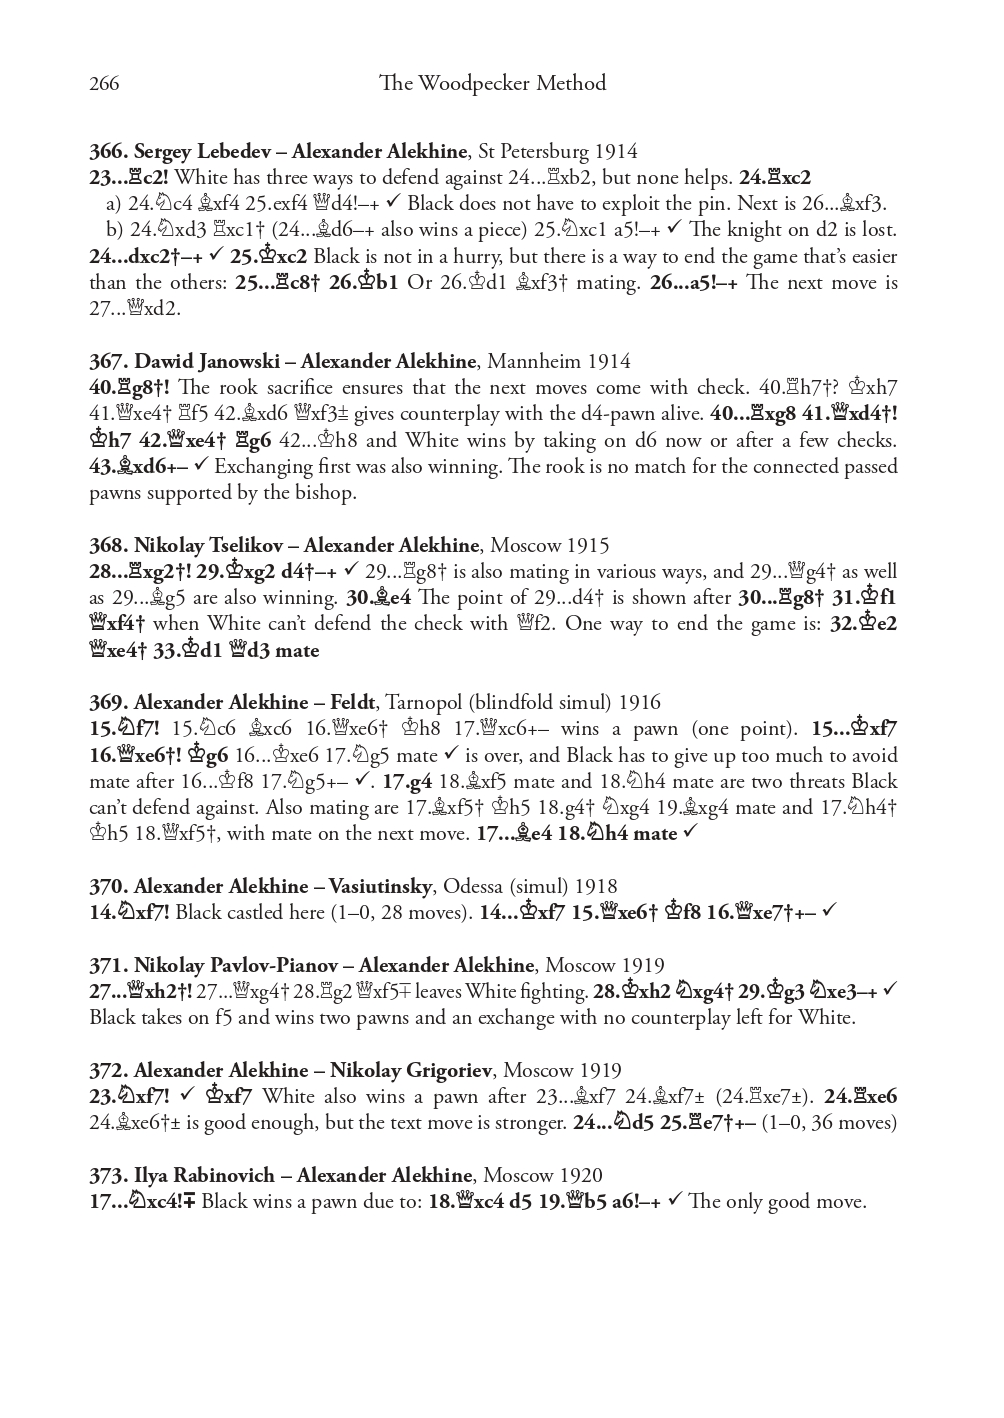 266 The Woodpecker Method
366. Sergey Lebedev – Alexander Alekhine, St Petersburg 1914
23...♖c2! White has three ways to defend against 24...♖xb2, but none helps. 24.♖xc2
a) 24.♘c4 ♗xf4 25.exf4 ♕d4!–+ ✓ Black does not have to exploit the pin. Next is 26...♗xf3.
b) 24.♘xd3 ♖xc1† (24...♗d6–+ also wins a piece) 25.♘xc1 a5!–+ ✓ The knight on d2 is lost.
24...dxc2†–+ ✓ 25.♔xc2 Black is not in a hurry, but there is a way to end the game that’s easier
than the others: 25...♖c8† 26.♔b1 Or 26.♔d1 ♗xf3† mating. 26...a5!–+ The next move is
27...♕xd2.
367. Dawid Janowski – Alexander Alekhine, Mannheim 1914
40.♖g8†! The rook sacrifice ensures that the next moves come with check. 40.♖h7†? ♔xh7
41.♕xe4† ♖f5 42.♗xd6 ♕xf3± gives counterplay with the d4-pawn alive. 40...♖xg8 41.♕xd4†!
♔h7 42.♕xe4† ♖g6 42...♔h8 and White wins by taking on d6 now or after a few checks.
43.♗xd6+– ✓ Exchanging first was also winning. The rook is no match for the connected passed
pawns supported by the bishop.
368. Nikolay Tselikov – Alexander Alekhine, Moscow 1915
28...♖xg2†! 29.♔xg2 d4†–+ ✓ 29...♖g8† is also mating in various ways, and 29...♕g4† as well
as 29...♗g5 are also winning. 30.♗e4 The point of 29...d4† is shown after 30...♖g8† 31.♔f1
♕xf4† when White can’t defend the check with ♕f2. One way to end the game is: 32.♔e2
♕xe4† 33.♔d1 ♕d3 mate
369. Alexander Alekhine – Feldt, Tarnopol (blindfold simul) 1916
15.♘f7! 15.♘c6 ♗xc6 16.♕xe6† ♔h8 17.♕xc6+– wins a pawn (one point). 15...♔xf7
16.♕xe6†! ♔g6 16...♔xe6 17.♘g5 mate ✓ is over, and Black has to give up too much to avoid
mate after 16...♔f8 17.♘g5+– ✓. 17.g4 18.♗xf5 mate and 18.♘h4 mate are two threats Black
can’t defend against. Also mating are 17.♗xf5† ♔h5 18.g4† ♘xg4 19.♗xg4 mate and 17.♘h4†
♔h5 18.♕xf5†, with mate on the next move. 17...♗e4 18.♘h4 mate ✓
370. Alexander Alekhine – Vasiutinsky, Odessa (simul) 1918
14.♘xf7! Black castled here (1–0, 28 moves). 14...♔xf7 15.♕xe6† ♔f8 16.♕xe7†+– ✓
371. Nikolay Pavlov-Pianov – Alexander Alekhine, Moscow 1919
27...♕xh2†! 27...♕xg4† 28.♖g2 ♕xf5∓ leaves White fighting. 28.♔xh2 ♘xg4† 29.♔g3 ♘xe3–+ ✓
Black takes on f5 and wins two pawns and an exchange with no counterplay left for White.
372. Alexander Alekhine – Nikolay Grigoriev, Moscow 1919
23.♘xf7! ✓ ♔xf7 White also wins a pawn after 23...♗xf7 24.♗xf7± (24.♖xe7±). 24.♖xe6
24.♗xe6†± is good enough, but the text move is stronger. 24...♘d5 25.♖e7†+– (1–0, 36 moves)
373. Ilya Rabinovich – Alexander Alekhine, Moscow 1920
17...♘xc4!∓ Black wins a pawn due to: 18.♕xc4 d5 19.♕b5 a6!–+ ✓ The only good move.